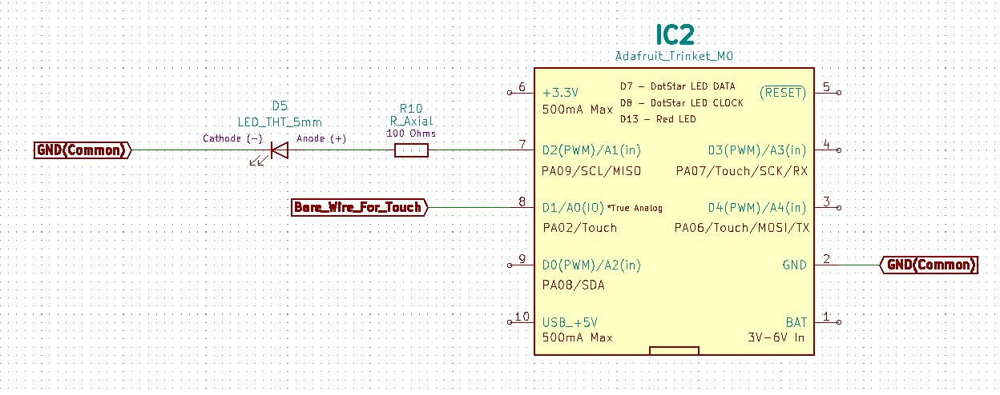 IC2
Adafruit_Trinket_M0
6
+3.3V
500mA Max
D7 – DotStar LED DATA
D8 – DotStar LED CLOCK
D13 – Red LED
(RESET)
5
D5
LED_THT_5mm
Cathode (–)
Anode (+)
R10
R_Axial
100 Ohms
GND(Common)
7
D2(PWM)/A1(in)
PA09/SCL/MISO
D3(PWM)/A3(in)
PA07/Touch/SCK/RX
4
Bare_Wire_For_Touch
8
D1/A0(IO) *True Analog
PA02/Touch
D4(PWM)/A4(in)
PA06/Touch/MOSI/TX
3
9
D0(PWM)/A2(in)
PA08/SDA
GND
2
GND(Common)
10
USB_+5V
500mA Max
BAT
3V–6V In
1